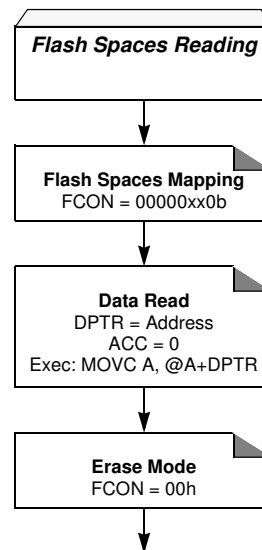 Flash Spaces Reading
Flash Spaces Mapping
FCON = 00000xx0b
Data Read
DPTR = Address
ACC = 0
Exec: MOVC A, @A+DPTR
Erase Mode
FCON = 00h